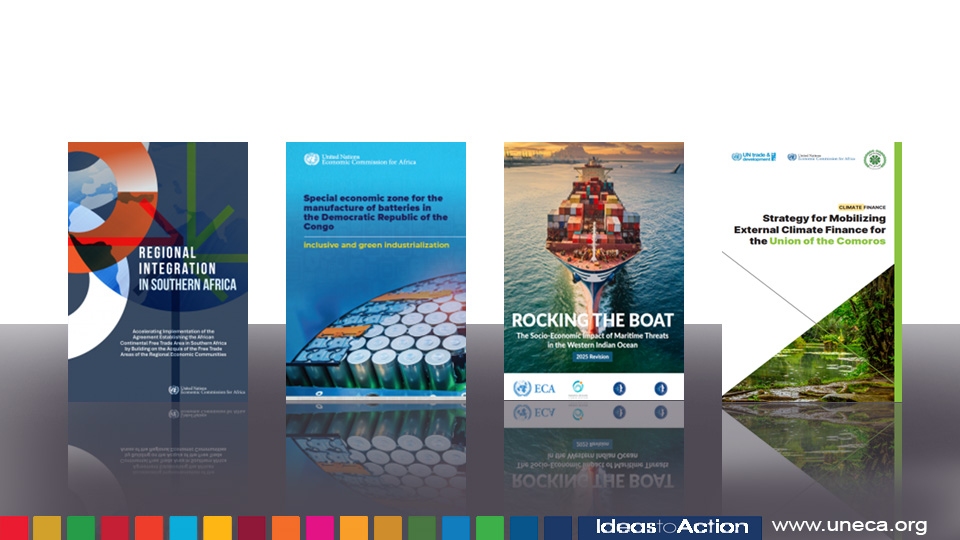 REGIONAL
INTEGRATION
IN SOUTHERN AFRICA
Accelerating Implementation of the
Agreement Establishing the African
Continental Free Trade Area in Southern Africa
by Building on the Acquis of the Free Trade
Areas of the Regional Economic Communities
United Nations
Economic Commission for Africa
United Nations
Economic Commission for Africa
Special economic zone for the
manufacture of batteries in
the Democratic Republic of the
Congo
inclusive and green industrialization
ROCKING THE BOAT
The Socio-Economic Impact of Maritime Threats
in the Western Indian Ocean
2025 Revision
ECA
UN trade &
development
United Nations
Economic Commission for Africa
CLIMATE FINANCE
Strategy for Mobilizing
External Climate Finance for
the Union of the Comoros
IdeastoAction
www.uneca.org